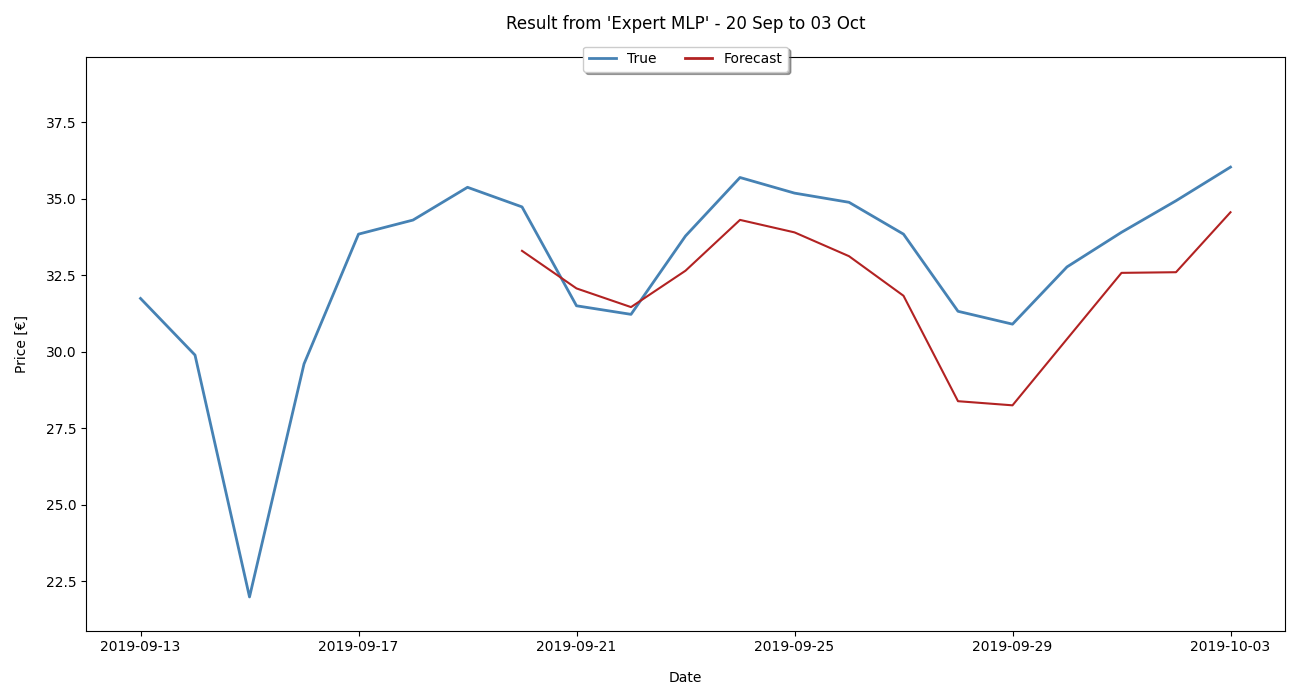 Result from 'Expert MLP' - 20 Sep to 03 Oct
True Forecast
Price [€]
37.5
35.0
32.5
30.0
27.5
25.0
22.5
2019-09-13 2019-09-17 2019-09-21 2019-09-25 2019-09-29 2019-10-03
Date